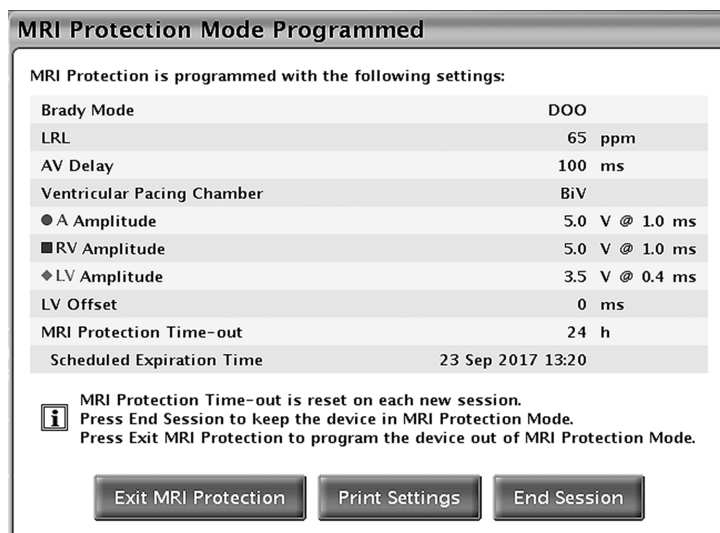 MRI Protection Mode Programmed
MRI Protection is programmed with the following settings:
Brady Mode DOO
LRL 65 ppm
AV Delay 100 ms
Ventricular Pacing Chamber BiV
A Amplitude 5.0 V @ 1.0 ms
RV Amplitude 5.0 V @ 1.0 ms
LV Amplitude 3.5 V @ 0.4 ms
LV Offset 0 ms
MRI Protection Time-out 24 h
Scheduled Expiration Time 23 Sep 2017 13:20
MRI Protection Time-out is reset on each new session.
Press End Session to keep the device in MRI Protection Mode.
Press Exit MRI Protection to program the device out of MRI Protection Mode.
Exit MRI Protection Print Settings End Session